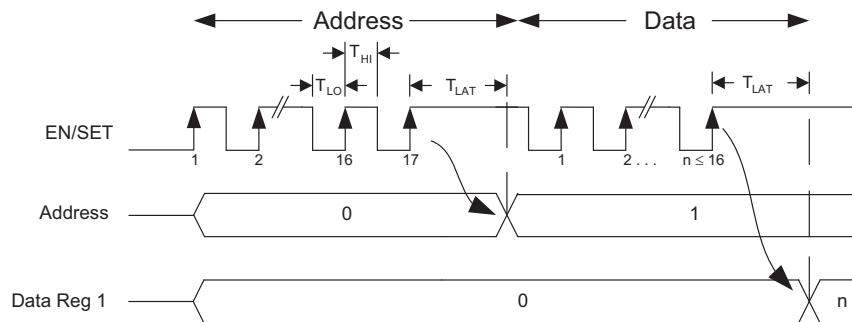 Address Data
T_HI
T_LO T_LAT T_LAT
EN/SET
1 2 16 17 1 2 . . . n ≤ 16
Address 0 1
Data Reg 1 0 n